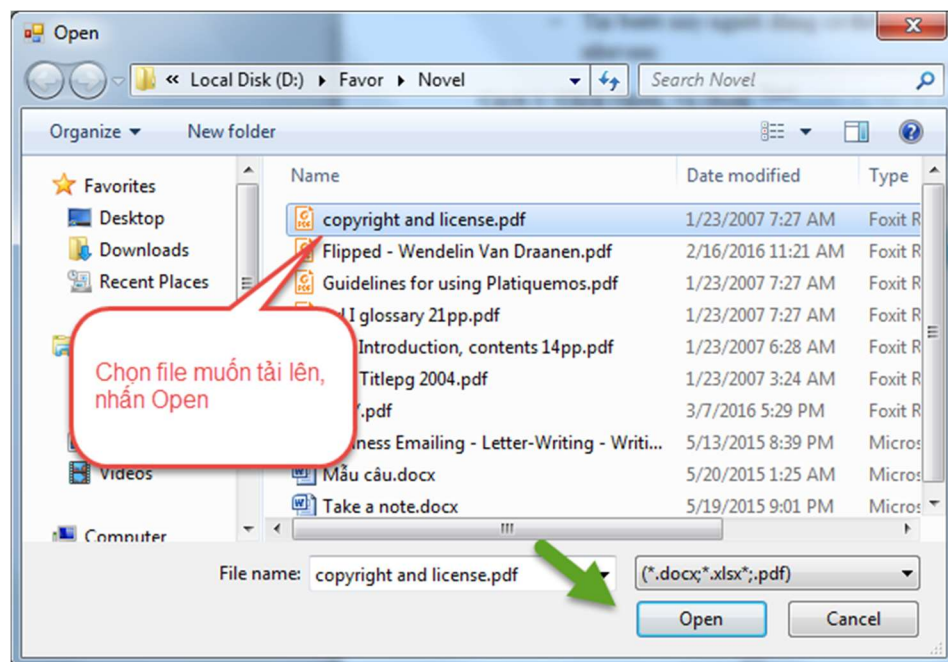 Open
« Local Disk (D:) ▸ Favor ▸ Novel
Search Novel
Organize New folder
Name Date modified Type
Favorites
Desktop
Downloads
Recent Places
Videos
Computer
copyright and license.pdf 1/23/2007 7:27 AM Foxit R
Flipped - Wendelin Van Draanen.pdf 2/16/2016 11:21 AM Foxit R
Guidelines for using Platiquemos.pdf 1/23/2007 7:27 AM Foxit R
I glossary 21pp.pdf 1/23/2007 7:27 AM Foxit R
Introduction, contents 14pp.pdf 1/23/2007 6:28 AM Foxit R
Titlepg 2004.pdf 1/23/2007 3:24 AM Foxit R
.pdf 3/7/2016 5:29 PM Foxit R
Emailing - Letter-Writing - Writi... 5/13/2015 8:39 PM Micros
Mẫu câu.docx 5/20/2015 1:25 AM Micros
Take a note.docx 5/19/2015 9:01 PM Micros
Chọn file muốn tải lên,
nhấn Open
File name: copyright and license.pdf (*.docx;*.xlsx*;.pdf)
Open Cancel